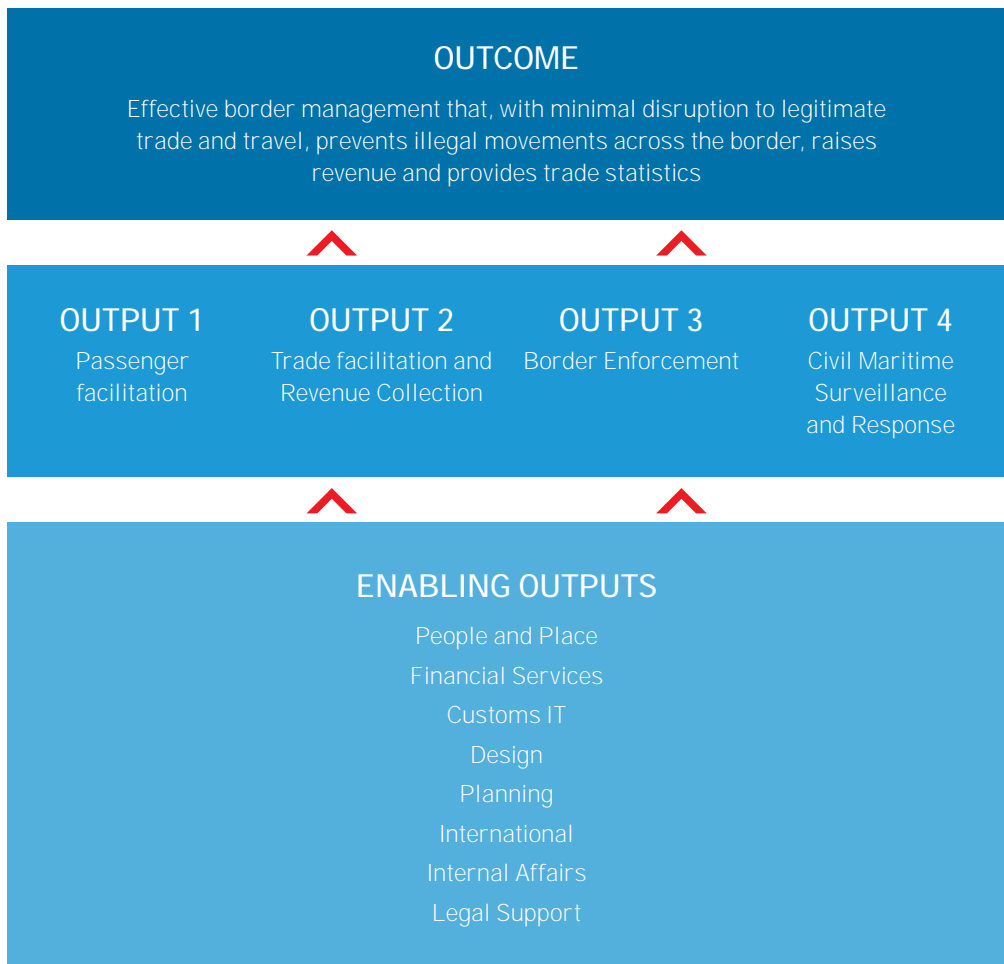 OUTCOME
Effective border management that, with minimal disruption to legitimate
trade and travel, prevents illegal movements across the border, raises
revenue and provides trade statistics
OUTPUT 1
Passenger
facilitation
OUTPUT 2
Trade facilitation and
Revenue Collection
OUTPUT 3
Border Enforcement
OUTPUT 4
Civil Maritime
Surveillance
and Response
ENABLING OUTPUTS
People and Place
Financial Services
Customs IT
Design
Planning
International
Internal Affairs
Legal Support